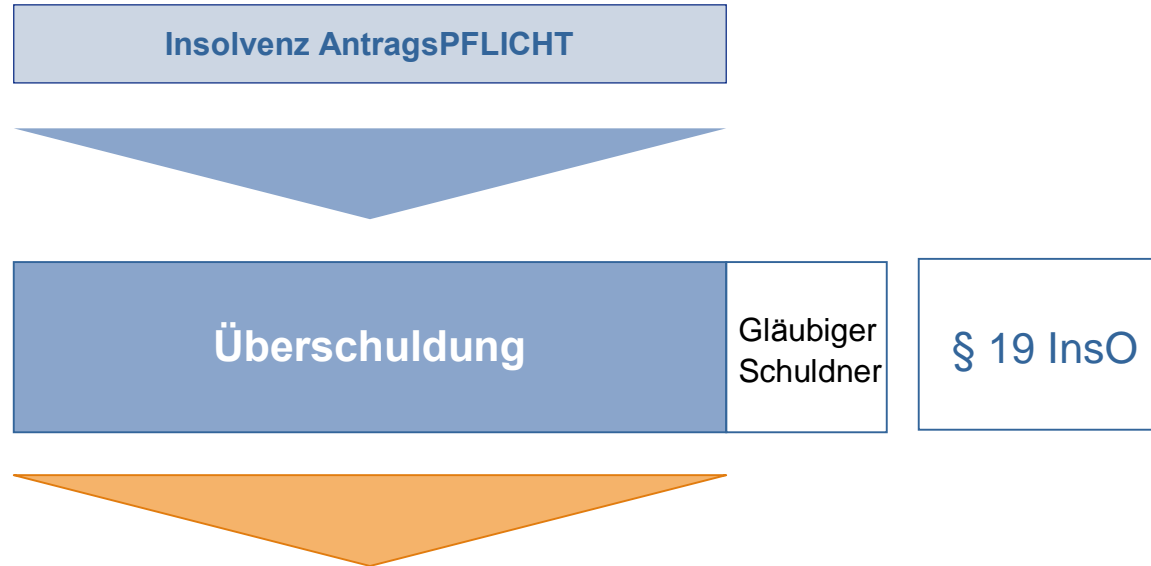 Insolvenz AntragsPFLICHT
Überschuldung
Gläubiger
Schuldner
§ 19 InsO